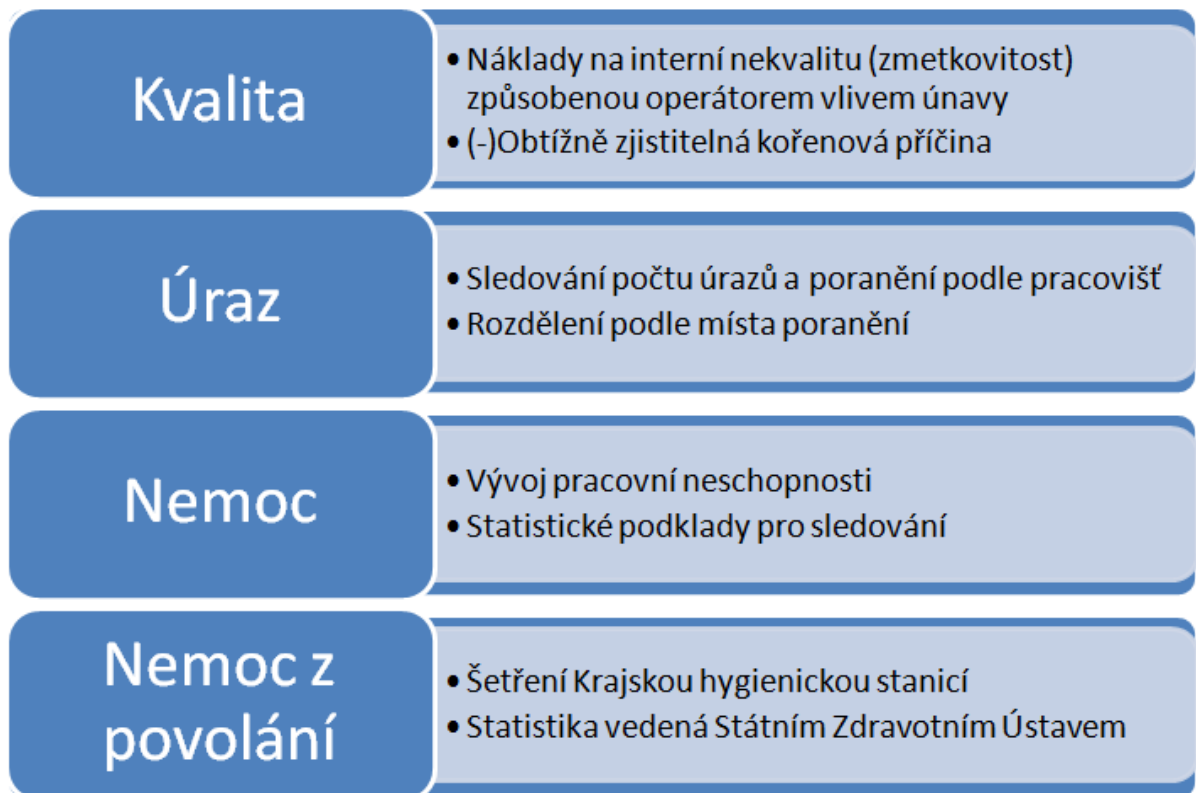 Kvalita
• Náklady na interní nekvalitu (zmetkovitost)
způsobenou operátorem vlivem únavy
• (-)Obtížně zjistitelná kořenová příčina
Úraz
• Sledování počtu úrazů a poranění podle pracovišť
• Rozdělení podle místa poranění
Nemoc
• Vývoj pracovní neschopnosti
• Statistické podklady pro sledování
Nemoc z
povolání
• Šetření Krajskou hygienickou stanicí
• Statistika vedená Státním Zdravotním Ústavem